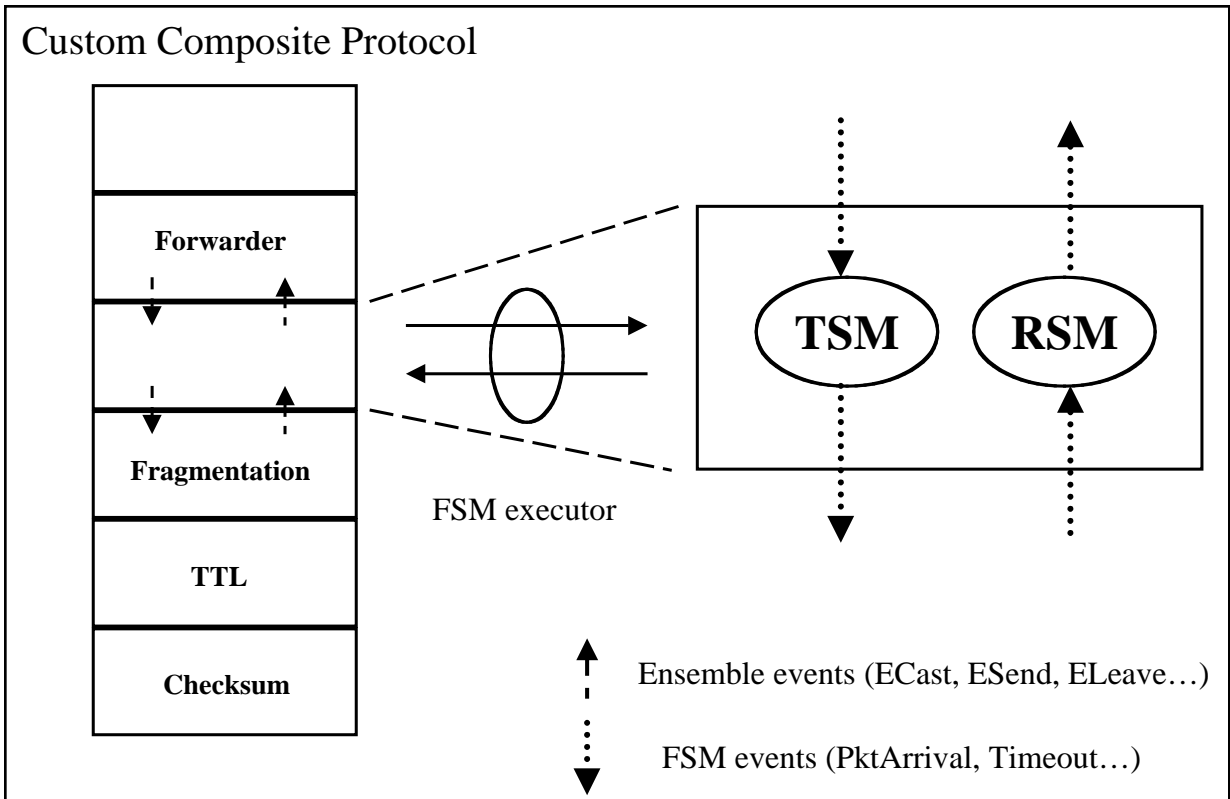 Custom Composite Protocol
Forwarder
Fragmentation
TTL
Checksum
FSM executor
TSM
RSM
Ensemble events (ECast, ESend, ELeave…)
FSM events (PktArrival, Timeout…)